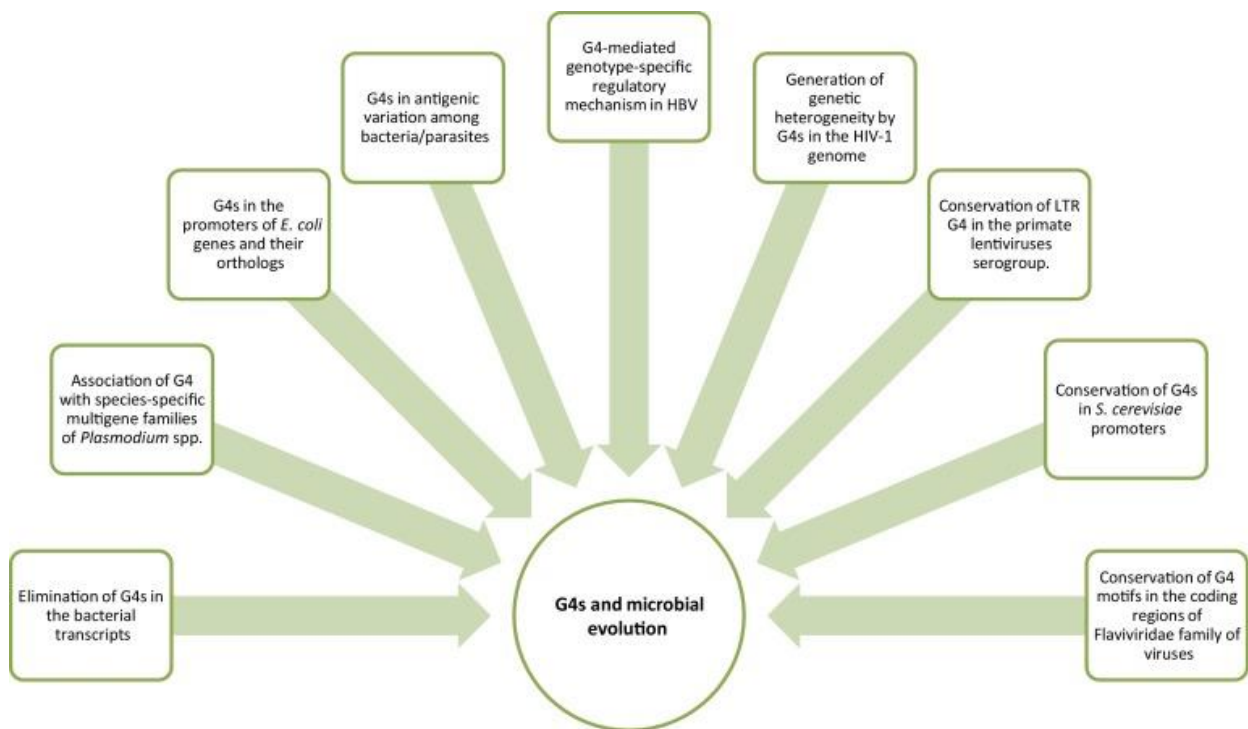 Elimination of G4s in
the bacterial
transcripts
Association of G4
with species-specific
multigene families
of Plasmodium spp.
G4s in the
promoters of E. coli
genes and their
orthologs
G4s in antigenic
variation among
bacteria/parasites
G4-mediated
genotype-specific
regulatory
mechanism in HBV
Generation of
genetic
heterogeneity by
G4s in the HIV-1
genome
Conservation of LTR
G4 in the primate
lentiviruses
serogroup.
Conservation of G4s
in S. cerevisiae
promoters
Conservation of G4
motifs in the coding
regions of
Flaviviridae family of
viruses
G4s and microbial
evolution